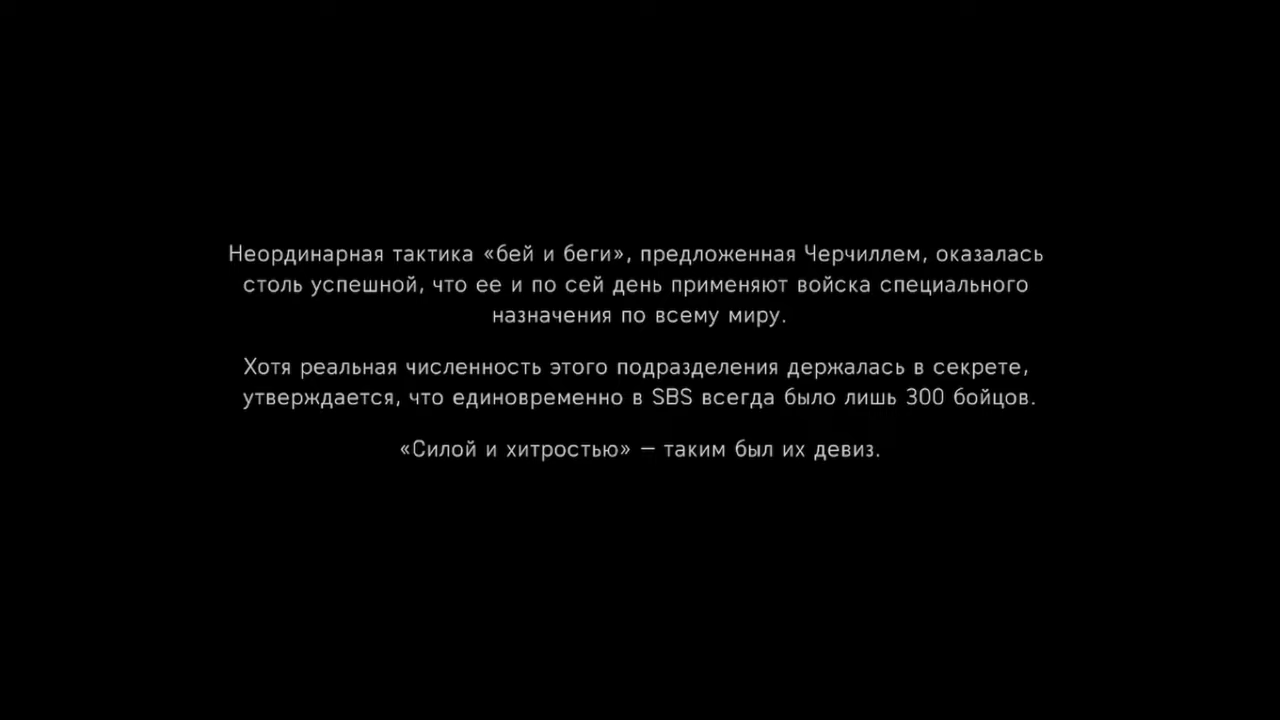 Неординарная тактика «бей и беги», предложенная Черчиллем, оказалась
столь успешной, что ее и по сей день применяют войска специального
назначения по всему миру.
Хотя реальная численность этого подразделения держалась в секрете,
утверждается, что единовременно в SBS всегда было лишь 300 бойцов.
«Силой и хитростью» – таким был их девиз.